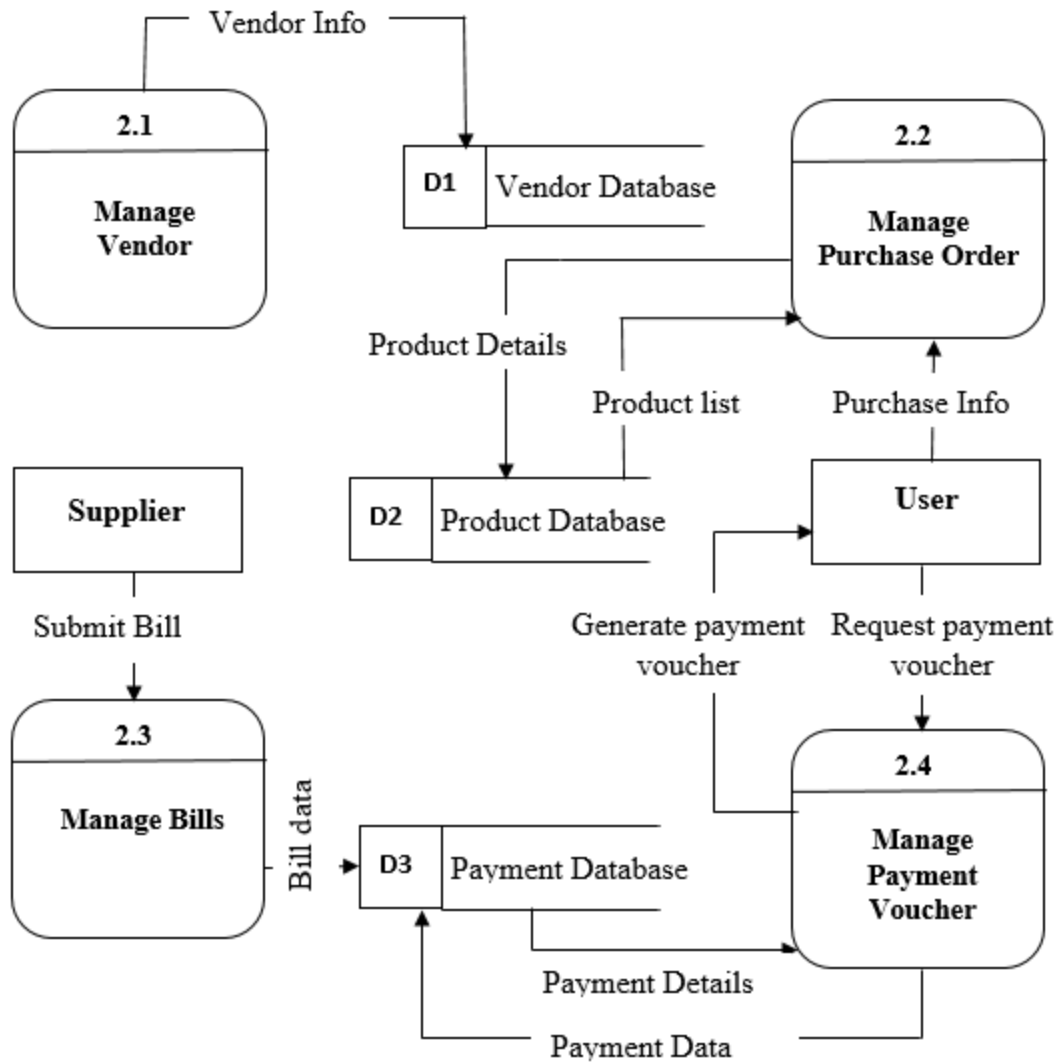 Vendor Info
2.1
Manage
Vendor
D1
Vendor Database
2.2
Manage
Purchase Order
Product Details
Product list
Purchase Info
Supplier
D2
Product Database
User
Submit Bill
Generate payment
voucher
Request payment
voucher
2.3
Manage Bills
Bill data
D3
Payment Database
2.4
Manage
Payment
Voucher
Payment Details
Payment Data